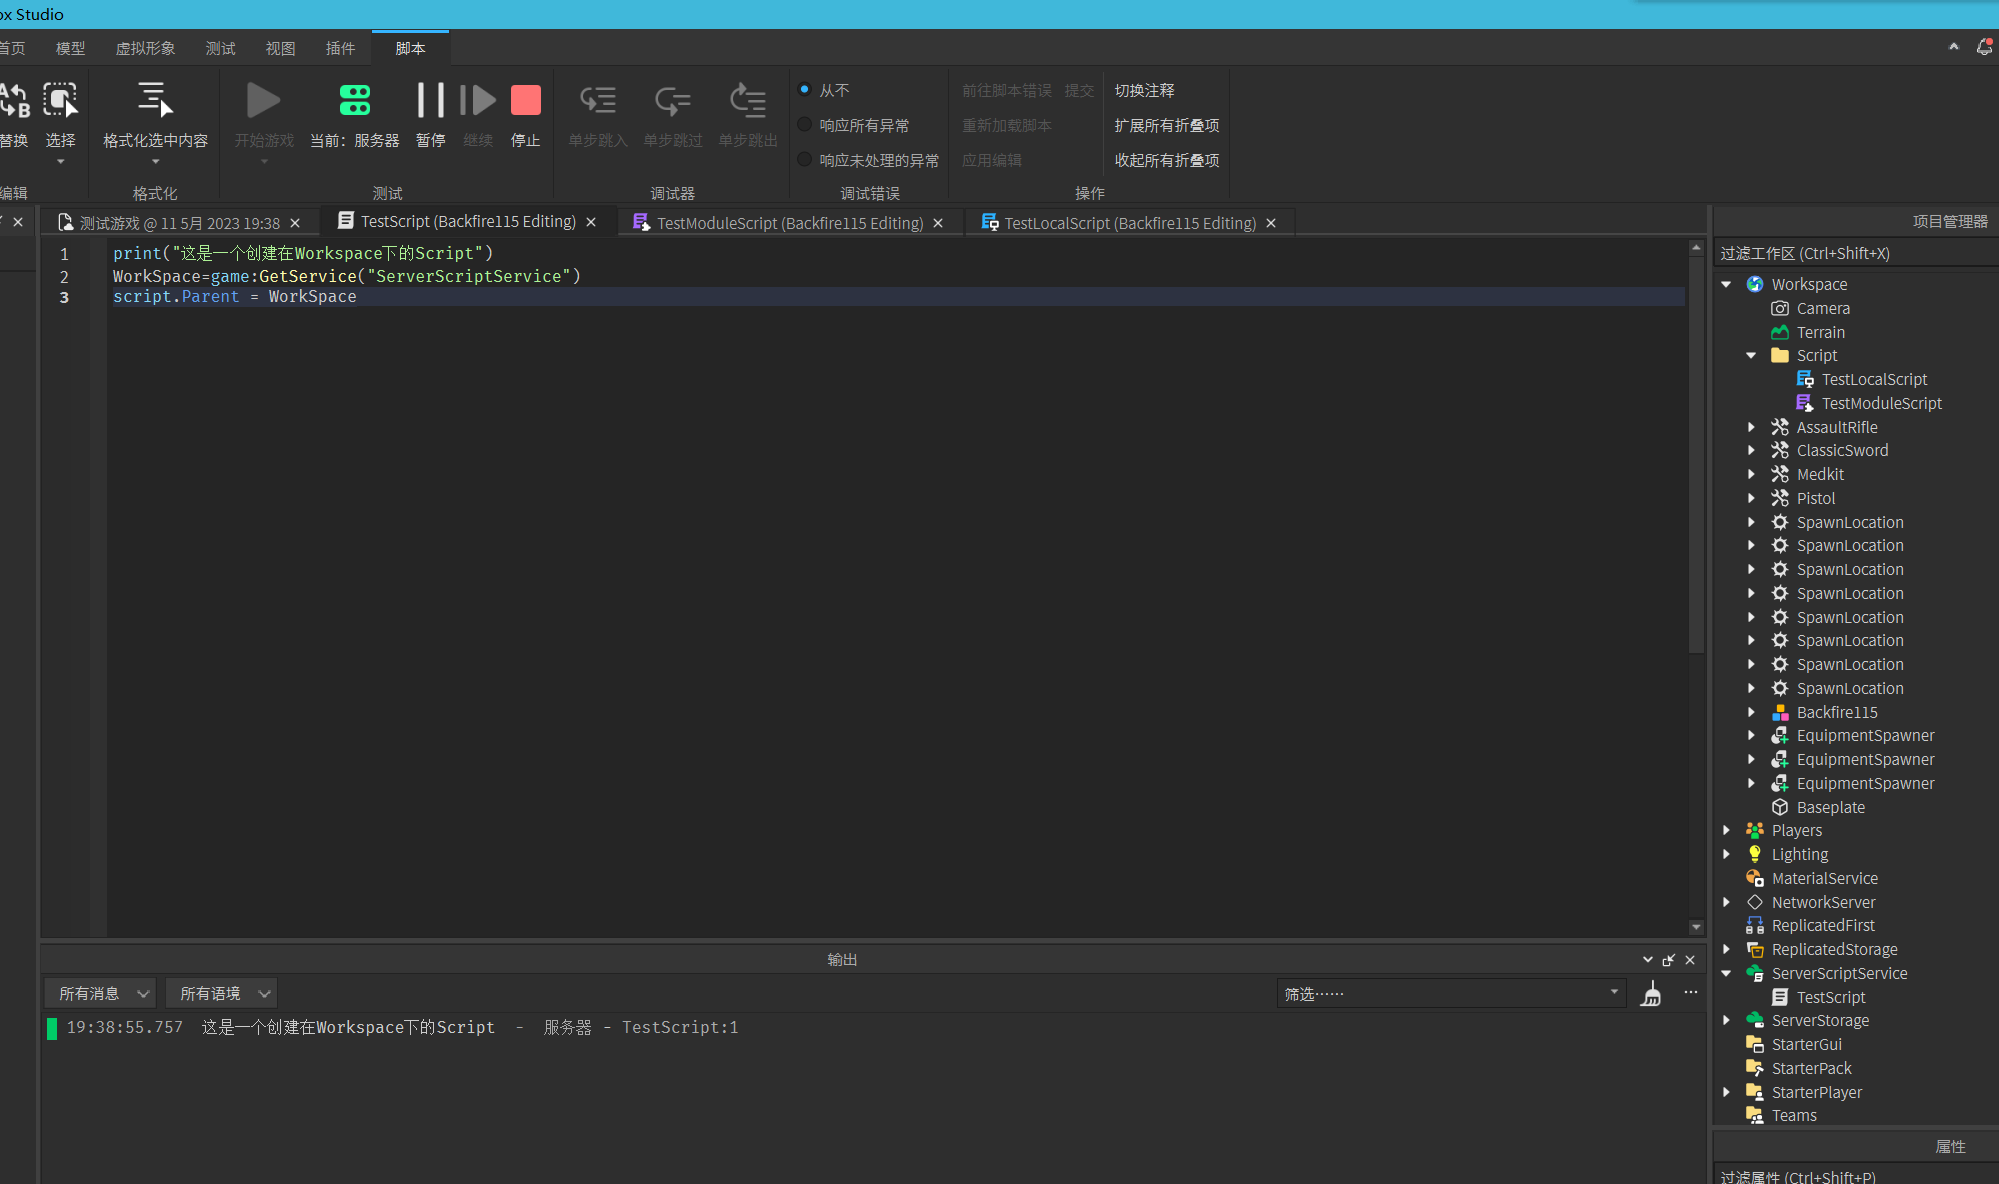 ox Studio
首页 模型 虚拟形象 测试 视图 插件 脚本
替换 选择 格式化选中内容 开始游戏 当前：服务器 暂停 继续 停止 单步跳入 单步跳过 单步跳出
从不
响应所有异常
响应未处理的异常
前往脚本错误 提交
重新加载脚本
应用编辑
切换注释
扩展所有折叠项
收起所有折叠项
编辑 格式化 测试 调试器 调试错误 操作
测试游戏 @ 11 5月 2023 19:38 TestScript (Backfire115 Editing) TestModuleScript (Backfire115 Editing) TestLocalScript (Backfire115 Editing)
1 print("这是一个创建在Workspace下的Script")
2 WorkSpace=game:GetService("ServerScriptService")
3 script.Parent = WorkSpace
输出
所有消息 所有语境 筛选⋯⋯
19:38:55.757 这是一个创建在Workspace下的Script - 服务器 - TestScript:1
项目管理器
过滤工作区 (Ctrl+Shift+X)
Workspace
Camera
Terrain
Script
TestLocalScript
TestModuleScript
AssaultRifle
ClassicSword
Medkit
Pistol
SpawnLocation
SpawnLocation
SpawnLocation
SpawnLocation
SpawnLocation
SpawnLocation
SpawnLocation
SpawnLocation
Backfire115
EquipmentSpawner
EquipmentSpawner
EquipmentSpawner
Baseplate
Players
Lighting
MaterialService
NetworkServer
ReplicatedFirst
ReplicatedStorage
ServerScriptService
TestScript
ServerStorage
StarterGui
StarterPack
StarterPlayer
Teams
属性
过滤属性 (Ctrl+Shift+P)